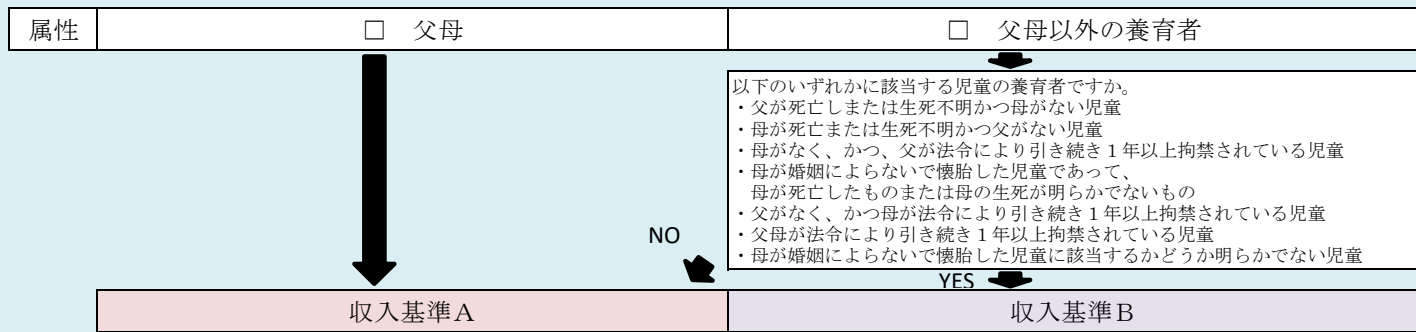 属性
□ 父母
□ 父母以外の養育者
以下のいずれかに該当する児童の養育者ですか。
・父が死亡しまたは生死不明かつ母がない児童
・母が死亡または生死不明かつ父がない児童
・母がなく、かつ、父が法令により引き続き１年以上拘禁されている児童
・母が婚姻によらないで懐胎した児童であって、
母が死亡したものまたは母の生死が明らかでないもの
・父がなく、かつ母が法令により引き続き１年以上拘禁されている児童
・父母が法令により引き続き１年以上拘禁されている児童
・母が婚姻によらないで懐胎した児童に該当するかどうか明らかでない児童
NO
YES
収入基準Ａ
収入基準Ｂ